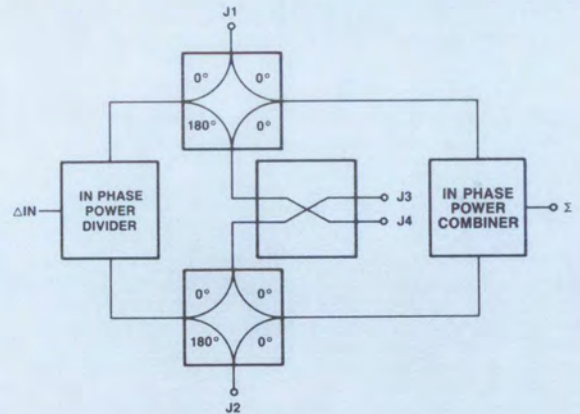 J1
0° 0°
180° 0°
IN PHASE
POWER
DIVIDER
△IN
J3
J4
IN PHASE
POWER
COMBINER
Σ
0° 0°
180° 0°
J2